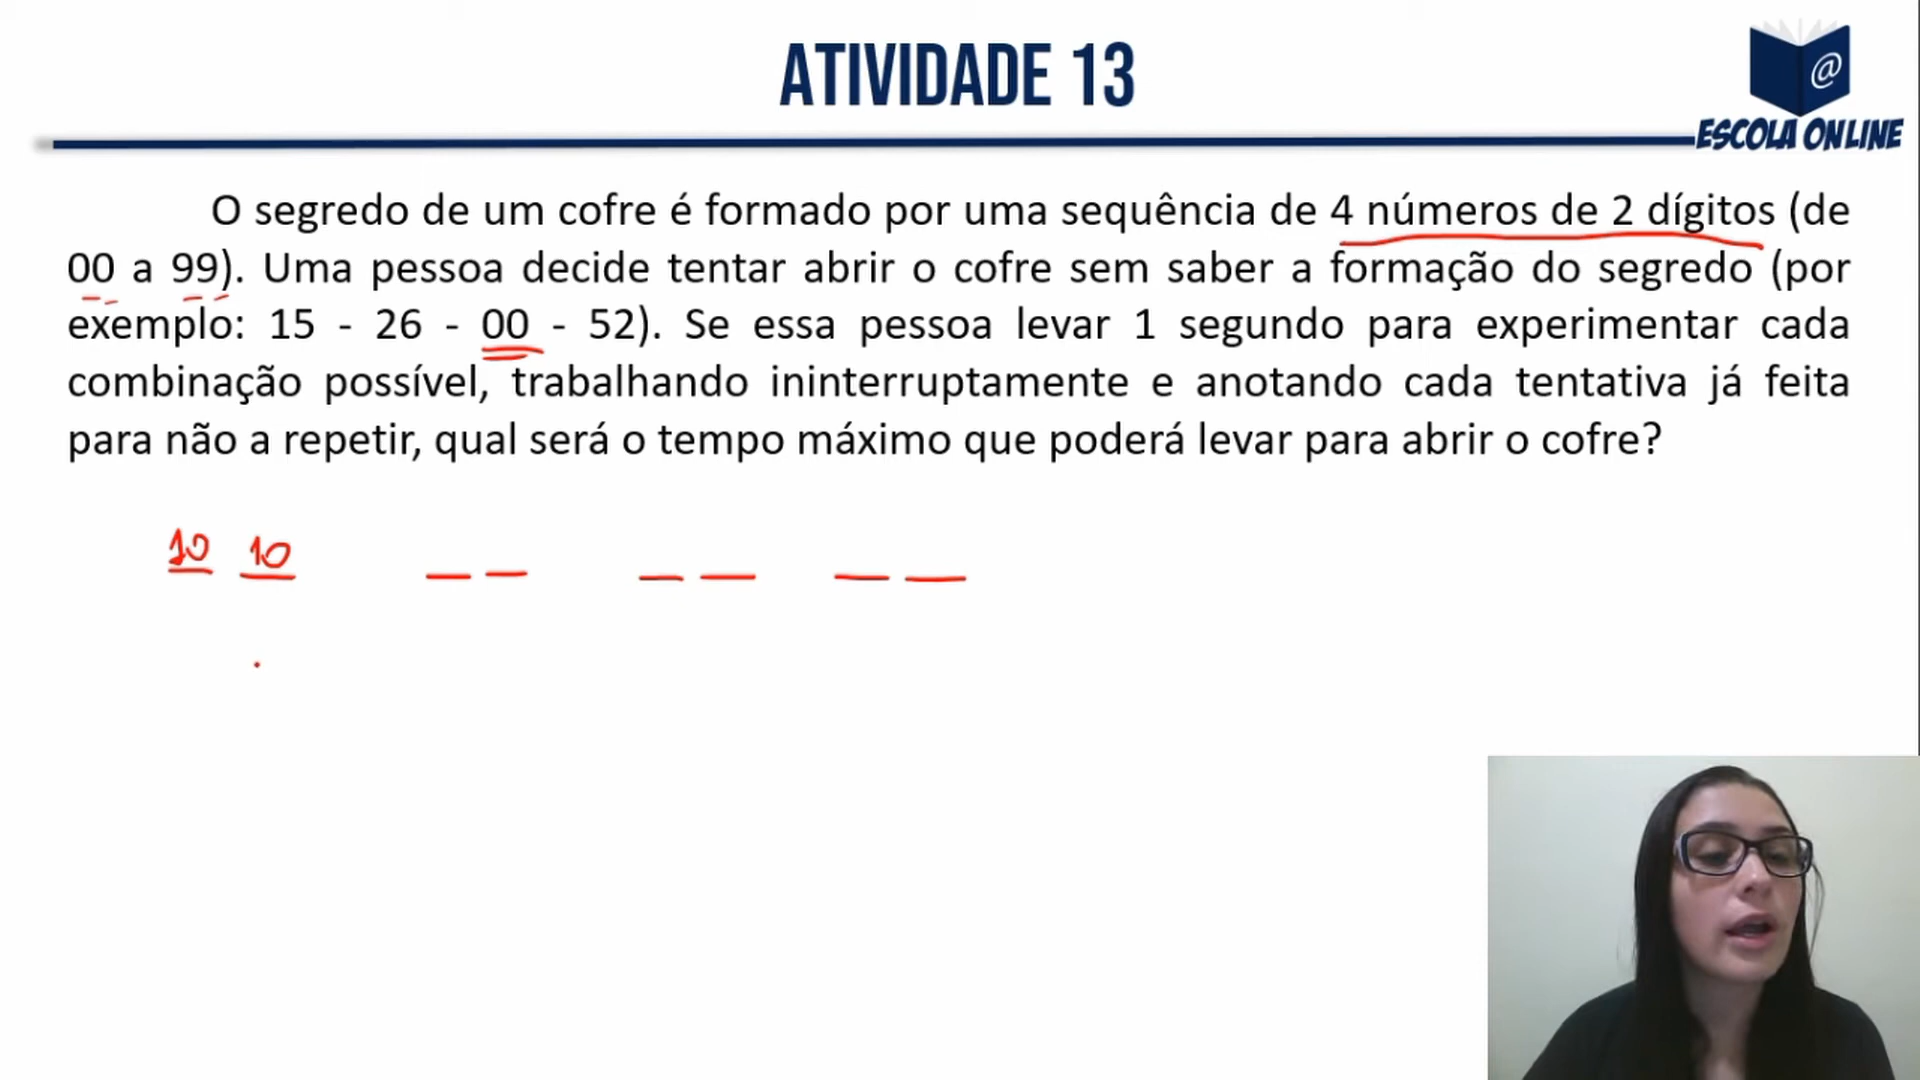 ATIVIDADE 13
@
ESCOLA ONLINE
O segredo de um cofre é formado por uma sequência de 4 números de 2 dígitos (de
00 a 99). Uma pessoa decide tentar abrir o cofre sem saber a formação do segredo (por
exemplo: 15 - 26 - 00 - 52). Se essa pessoa levar 1 segundo para experimentar cada
combinação possível, trabalhando ininterruptamente e anotando cada tentativa já feita
para não a repetir, qual será o tempo máximo que poderá levar para abrir o cofre?
10 10